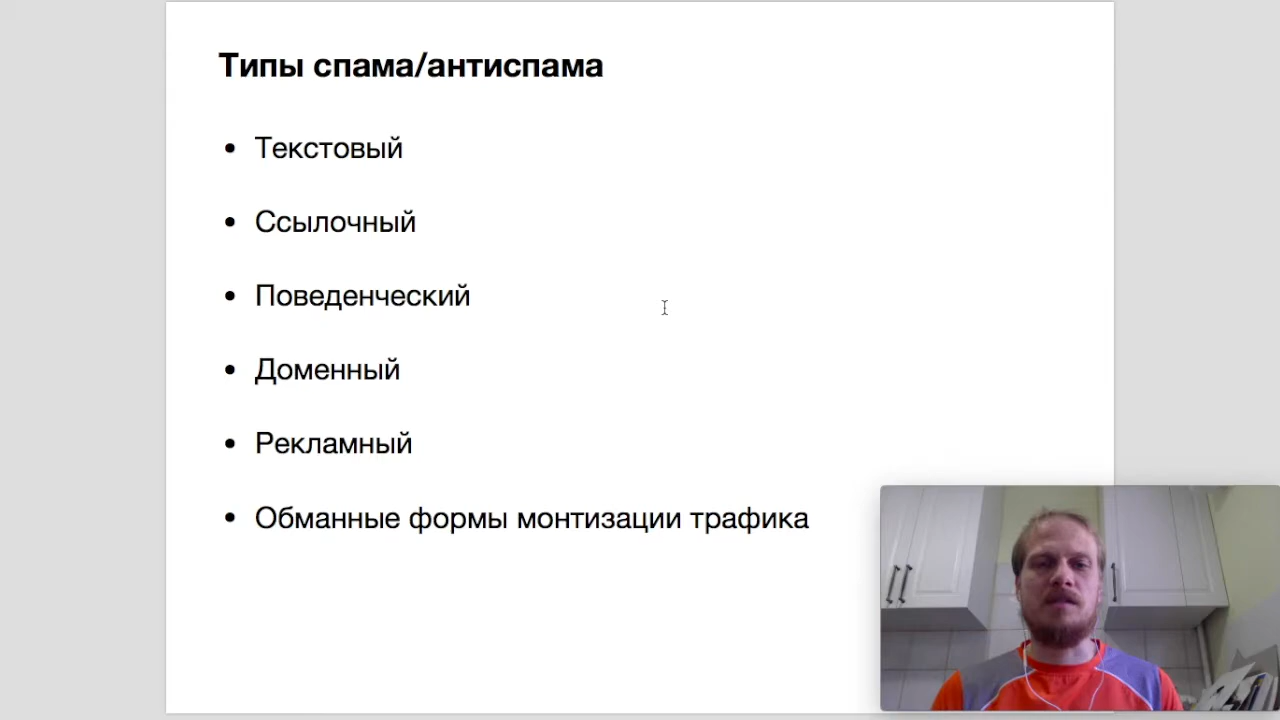 Типы спама/антиспама
• Текстовый
• Ссылочный
• Поведенческий
• Доменный
• Рекламный
• Обманные формы монтизации трафика